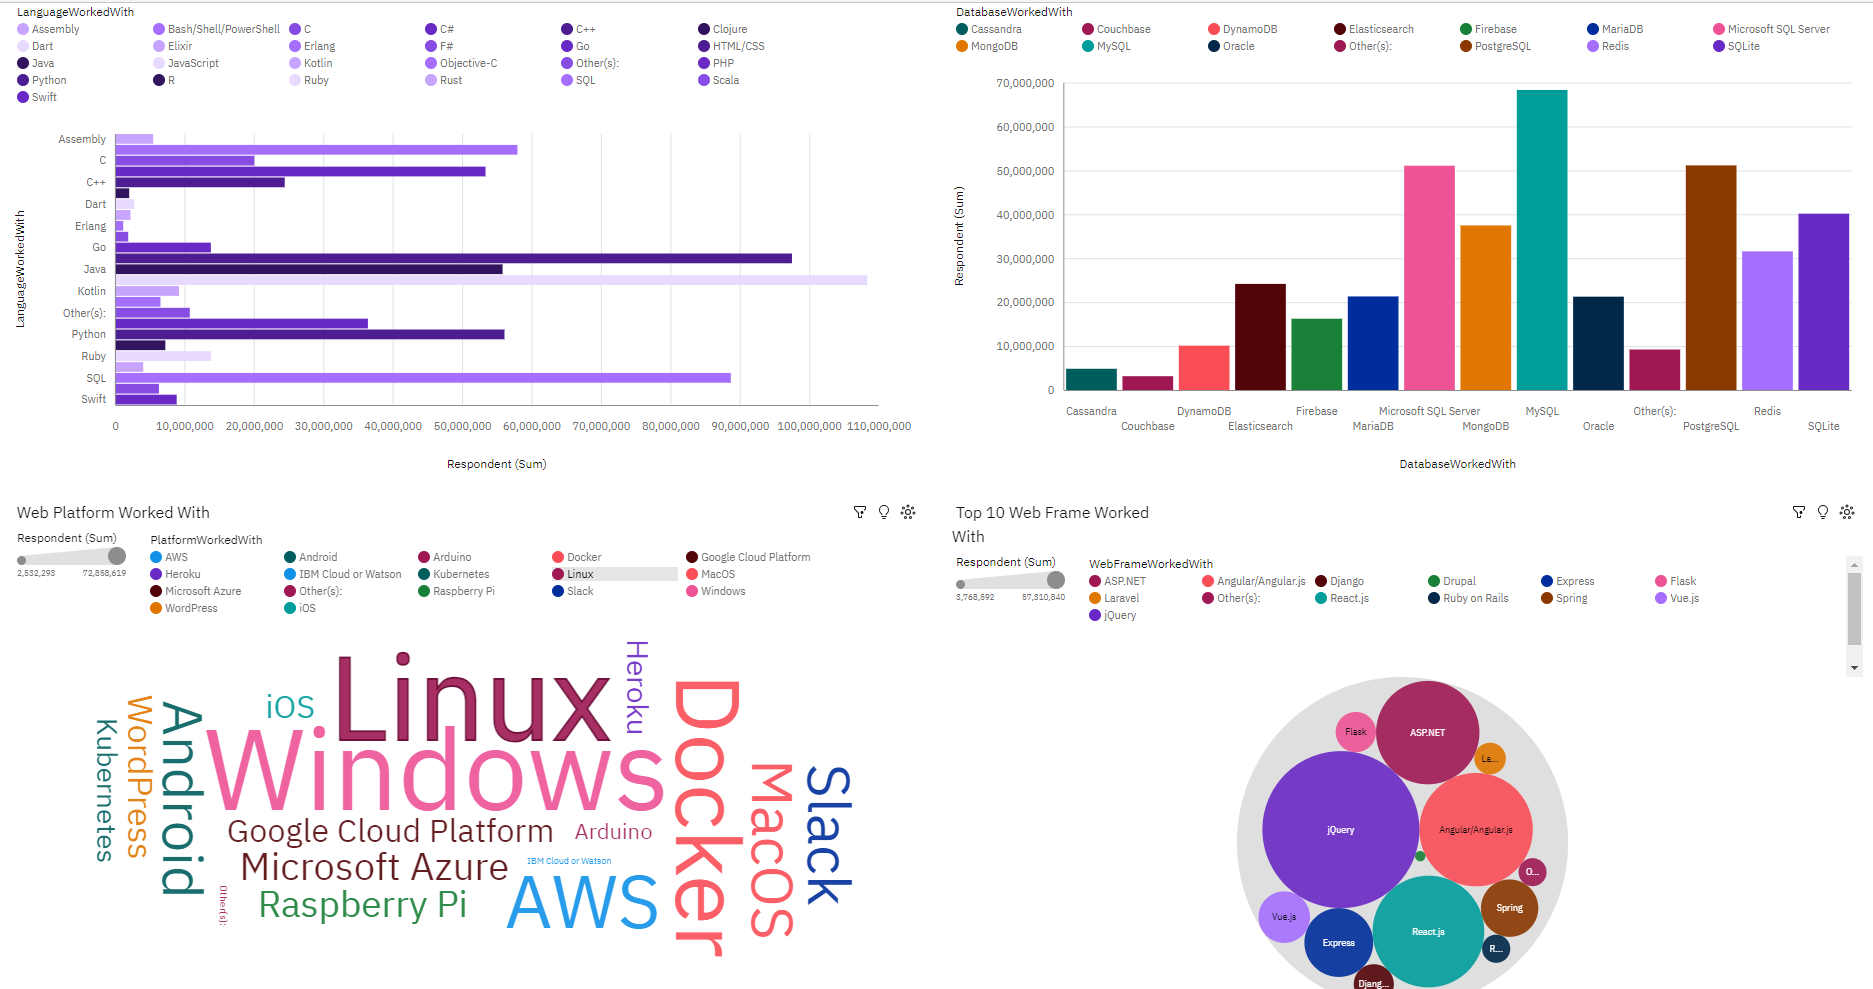 LanguageWorkedWith
Assembly Bash/Shell/PowerShell C C# C++ Clojure
Dart Elixir Erlang F# Go HTML/CSS
Java JavaScript Kotlin Objective-C Other(s): PHP
Python R Ruby Rust SQL Scala
Swift
LanguageWorkedWith
Assembly
C
C++
Dart
Erlang
Go
Java
Kotlin
Other(s):
Python
Ruby
SQL
Swift
0 10,000,000 20,000,000 30,000,000 40,000,000 50,000,000 60,000,000 70,000,000 80,000,000 90,000,000 100,000,000 110,000,000
Respondent (Sum)
DatabaseWorkedWith
Cassandra Couchbase DynamoDB Elasticsearch Firebase MariaDB Microsoft SQL Server
MongoDB MySQL Oracle Other(s): PostgreSQL Redis SQLite
Respondent (Sum)
70,000,000
60,000,000
50,000,000
40,000,000
30,000,000
20,000,000
10,000,000
0
Cassandra DynamoDB Firebase Microsoft SQL Server MySQL Other(s): Redis
Couchbase Elasticsearch MariaDB MongoDB Oracle PostgreSQL SQLite
DatabaseWorkedWith
Web Platform Worked With
Respondent (Sum)
2,532,293 72,858,619
PlatformWorkedWith
AWS Android Arduino Docker Google Cloud Platform
Heroku IBM Cloud or Watson Kubernetes Linux MacOS
Microsoft Azure Other(s): Raspberry Pi Slack Windows
WordPress iOS
Linux
Heroku
iOS
Docker
WordPress
Android
Kubernetes
Windows
MacOS
Slack
Google Cloud Platform
Arduino
Microsoft Azure
IBM Cloud or Watson
Other(s):
Raspberry Pi
AWS
Top 10 Web Frame Worked
With
Respondent (Sum)
3,768,592 57,310,840
WebFrameWorkedWith
ASP.NET Angular/Angular.js Django Drupal Express Flask
Laravel Other(s): React.js Ruby on Rails Spring Vue.js
jQuery
Flask
ASP.NET
La...
jQuery
Angular/Angular.js
O...
Spring
Vue.js
React.js
Express
R...
Djang...